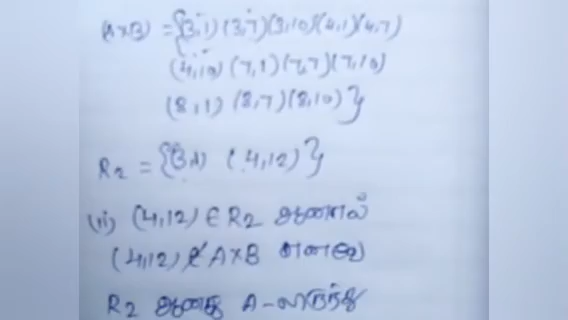 (A×B) = {(3,1) (3,7) (3,10) (4,1) (4,7)
(4,10) (7,1) (7,7) (7,10)
(8,1) (8,7) (8,10)}
R2 = {(3,1) (4,12)}
(ii) (4,12) ∈ R2 ஆனால்
(4,12) ∉ A×B எனவே
R2 ஆனது A-லிருந்து